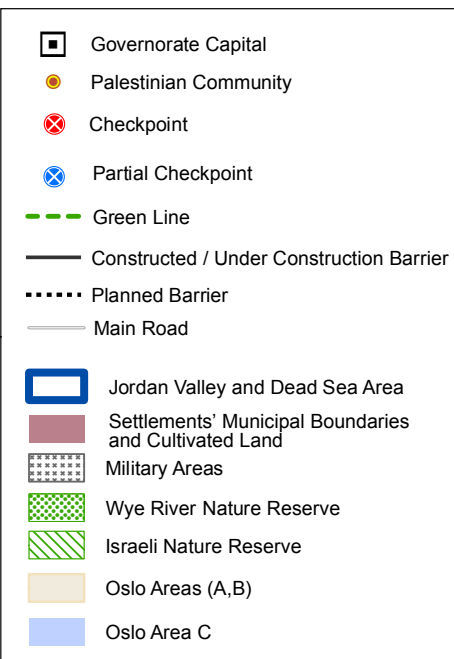 Governorate Capital
Palestinian Community
Checkpoint
Partial Checkpoint
Green Line
Constructed / Under Construction Barrier
Planned Barrier
Main Road
Jordan Valley and Dead Sea Area
Settlements’ Municipal Boundaries
and Cultivated Land
Military Areas
Wye River Nature Reserve
Israeli Nature Reserve
Oslo Areas (A,B)
Oslo Area C